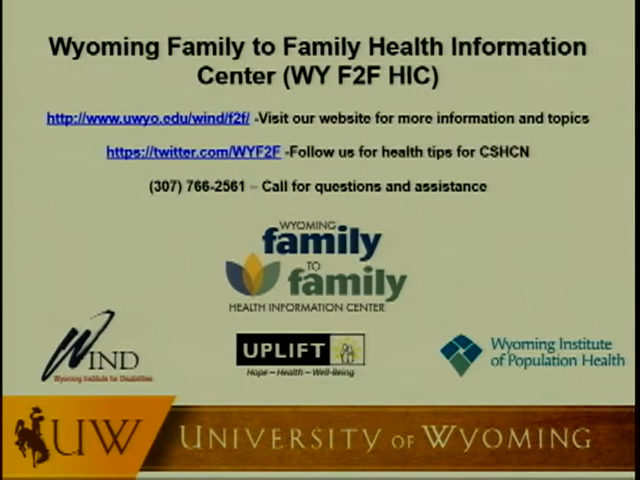 Wyoming Family to Family Health Information
Center (WY F2F HIC)
http://www.uwyo.edu/wind/f2f/ -Visit our website for more information and topics
https://twitter.com/WYF2F -Follow us for health tips for CSHCN
(307) 766-2561 – Call for questions and assistance
WYOMING
family
TO
family
HEALTH INFORMATION CENTER
WIND
Wyoming Institute for Disabilities
UPLIFT
Hope – Health – Well-Being
Wyoming Institute
of Population Health
UW UNIVERSITY OF WYOMING